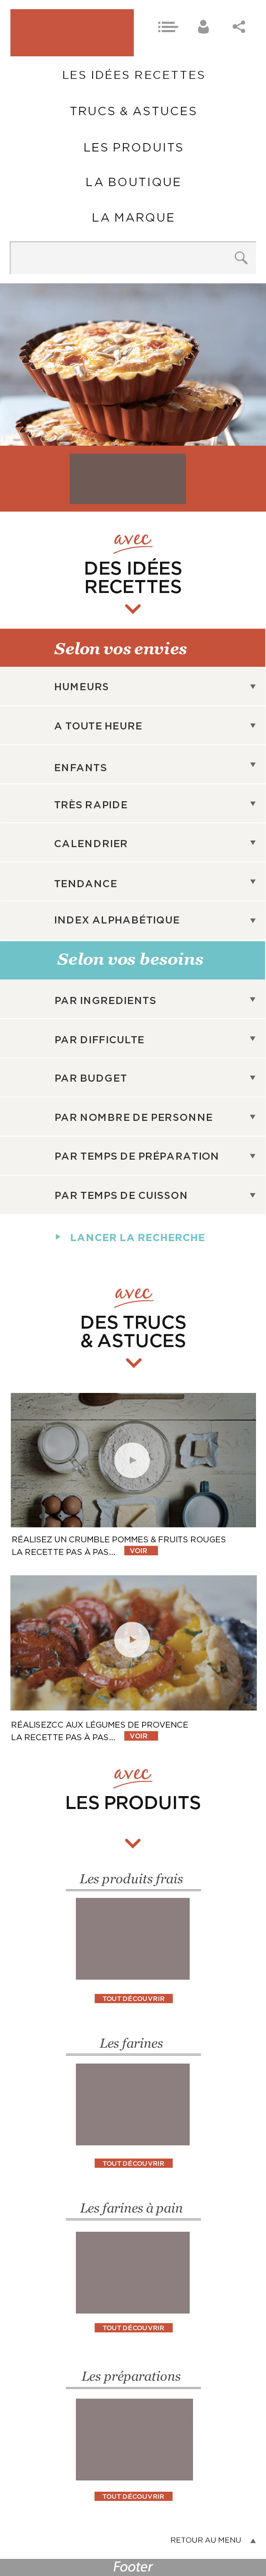 LES IDÉES RECETTES
TRUCS & ASTUCES
LES PRODUITS
LA BOUTIQUE
LA MARQUE
avec
DES IDÉES
RECETTES
Selon vos envies
HUMEURS
A TOUTE HEURE
ENFANTS
TRÈS RAPIDE
CALENDRIER
TENDANCE
INDEX ALPHABÉTIQUE
Selon vos besoins
PAR INGREDIENTS
PAR DIFFICULTE
PAR BUDGET
PAR NOMBRE DE PERSONNE
PAR TEMPS DE PRÉPARATION
PAR TEMPS DE CUISSON
LANCER LA RECHERCHE
avec
DES TRUCS
& ASTUCES
RÉALISEZ UN CRUMBLE POMMES & FRUITS ROUGES
LA RECETTE PAS À PAS... VOIR
RÉALISEZCC AUX LÉGUMES DE PROVENCE
LA RECETTE PAS À PAS... VOIR
avec
LES PRODUITS
Les produits frais
TOUT DÉCOUVRIR
Les farines
TOUT DÉCOUVRIR
Les farines à pain
TOUT DÉCOUVRIR
Les préparations
TOUT DÉCOUVRIR
RETOUR AU MENU
Footer